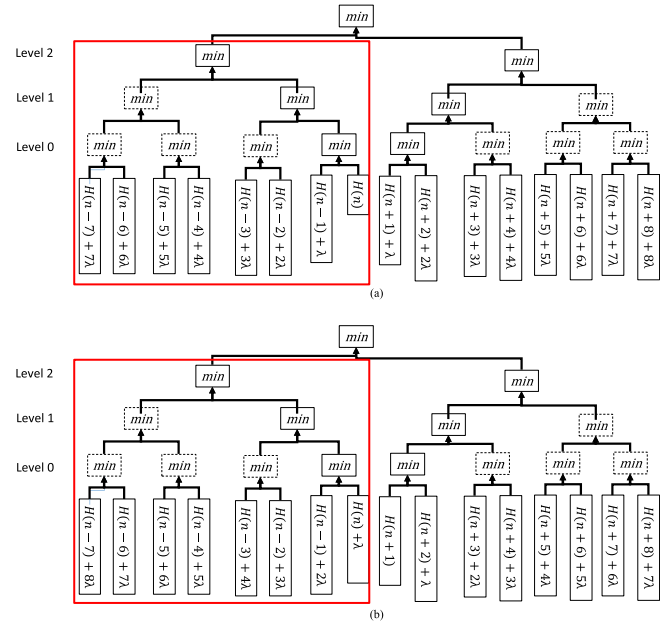 min
Level 2
min
min
Level 1
min
min
min
min
Level 0
min
min
min
min
min
min
min
min
H(n − 7) + 7λ
H(n − 6) + 6λ
H(n − 5) + 5λ
H(n − 4) + 4λ
H(n − 3) + 3λ
H(n − 2) + 2λ
H(n − 1) + λ
H(n)
H(n + 1) + λ
H(n + 2) + 2λ
H(n + 3) + 3λ
H(n + 4) + 4λ
H(n + 5) + 5λ
H(n + 6) + 6λ
H(n + 7) + 7λ
H(n + 8) + 8λ
(a)
min
Level 2
min
min
Level 1
min
min
min
min
Level 0
min
min
min
min
min
min
min
min
H(n − 7) + 8λ
H(n − 6) + 7λ
H(n − 5) + 6λ
H(n − 4) + 5λ
H(n − 3) + 4λ
H(n − 2) + 3λ
H(n − 1) + 2λ
H(n) + λ
H(n + 1)
H(n + 2) + λ
H(n + 3) + 2λ
H(n + 4) + 3λ
H(n + 5) + 4λ
H(n + 6) + 5λ
H(n + 7) + 6λ
H(n + 8) + 7λ
(b)